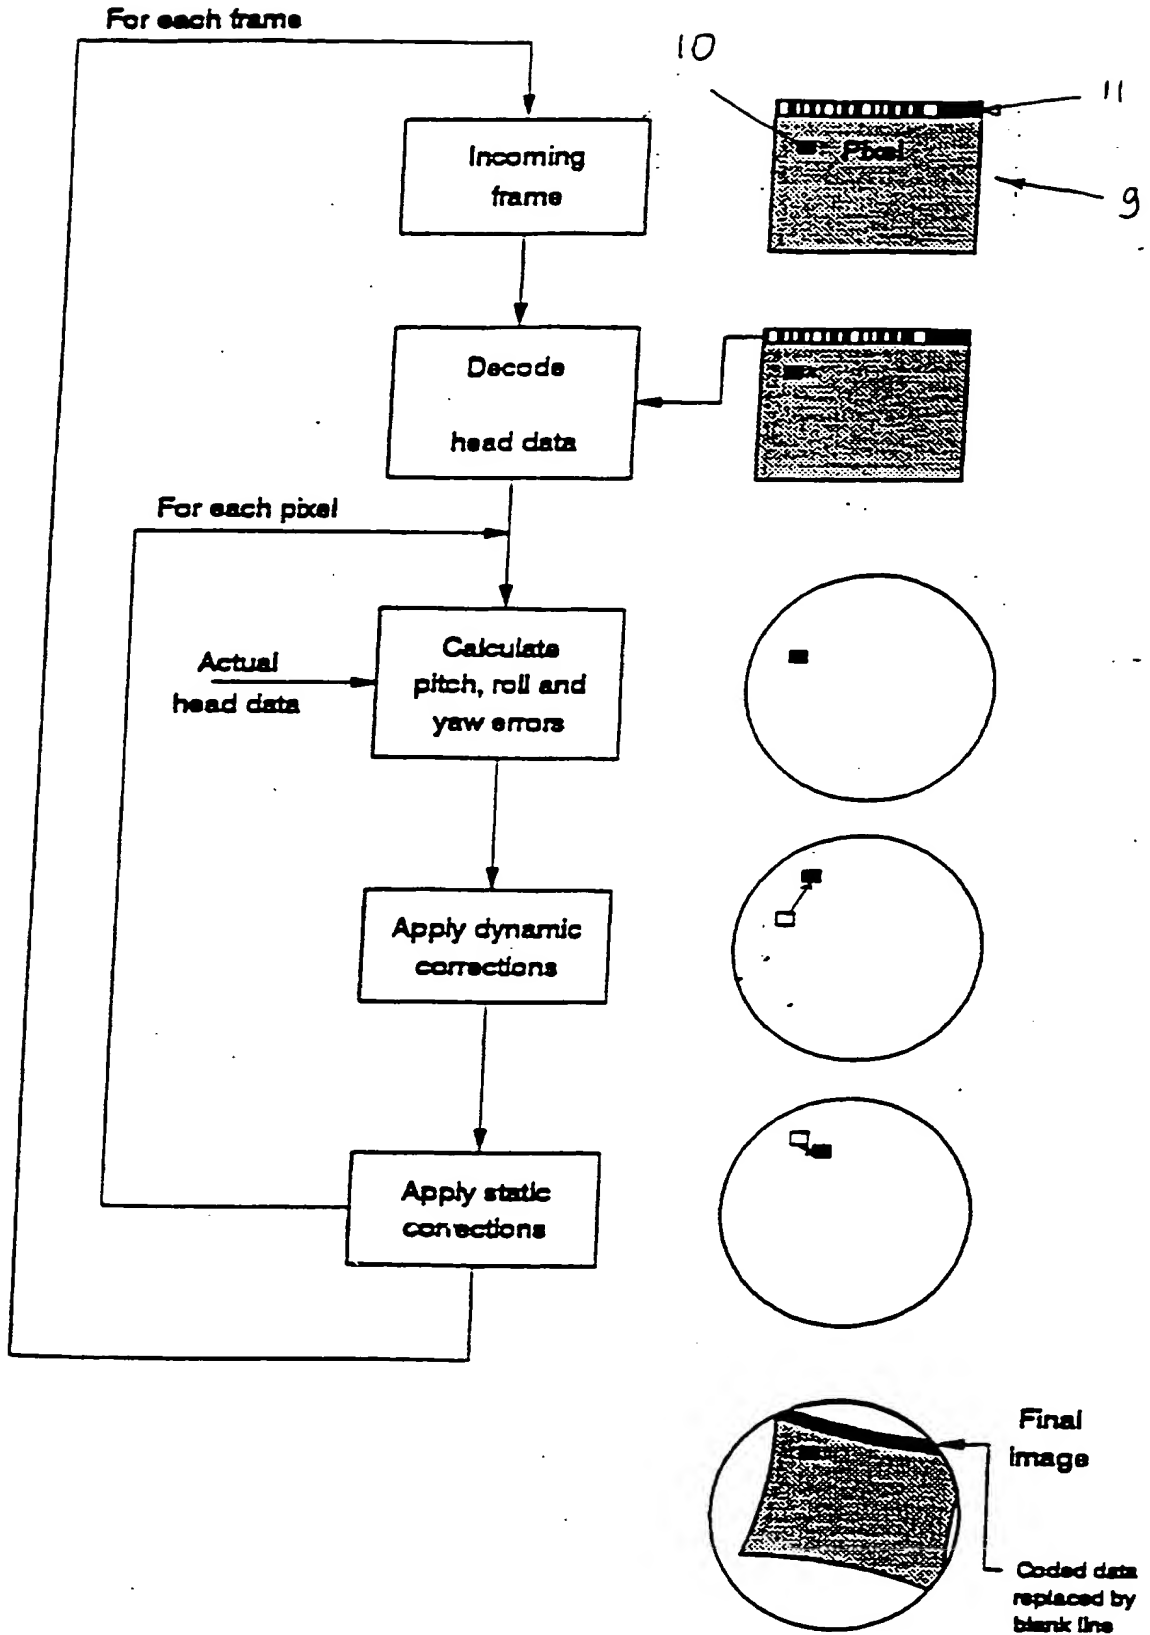 For each frame
10
11
Incoming
frame
Pixel
9
Decode
head data
For each pixel
Calculate
pitch, roll and
yaw errors
Actual
head data
Apply dynamic
corrections
Apply static
corrections
Final
image
Coded data
replaced by
blank line